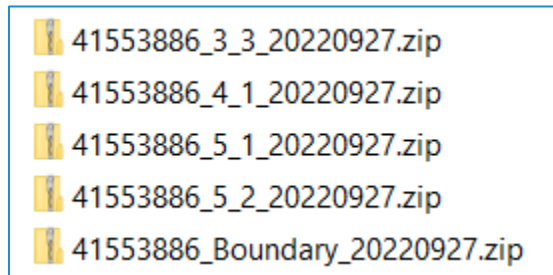 41553886_3_3_20220927.zip
41553886_4_1_20220927.zip
41553886_5_1_20220927.zip
41553886_5_2_20220927.zip
41553886_Boundary_20220927.zip